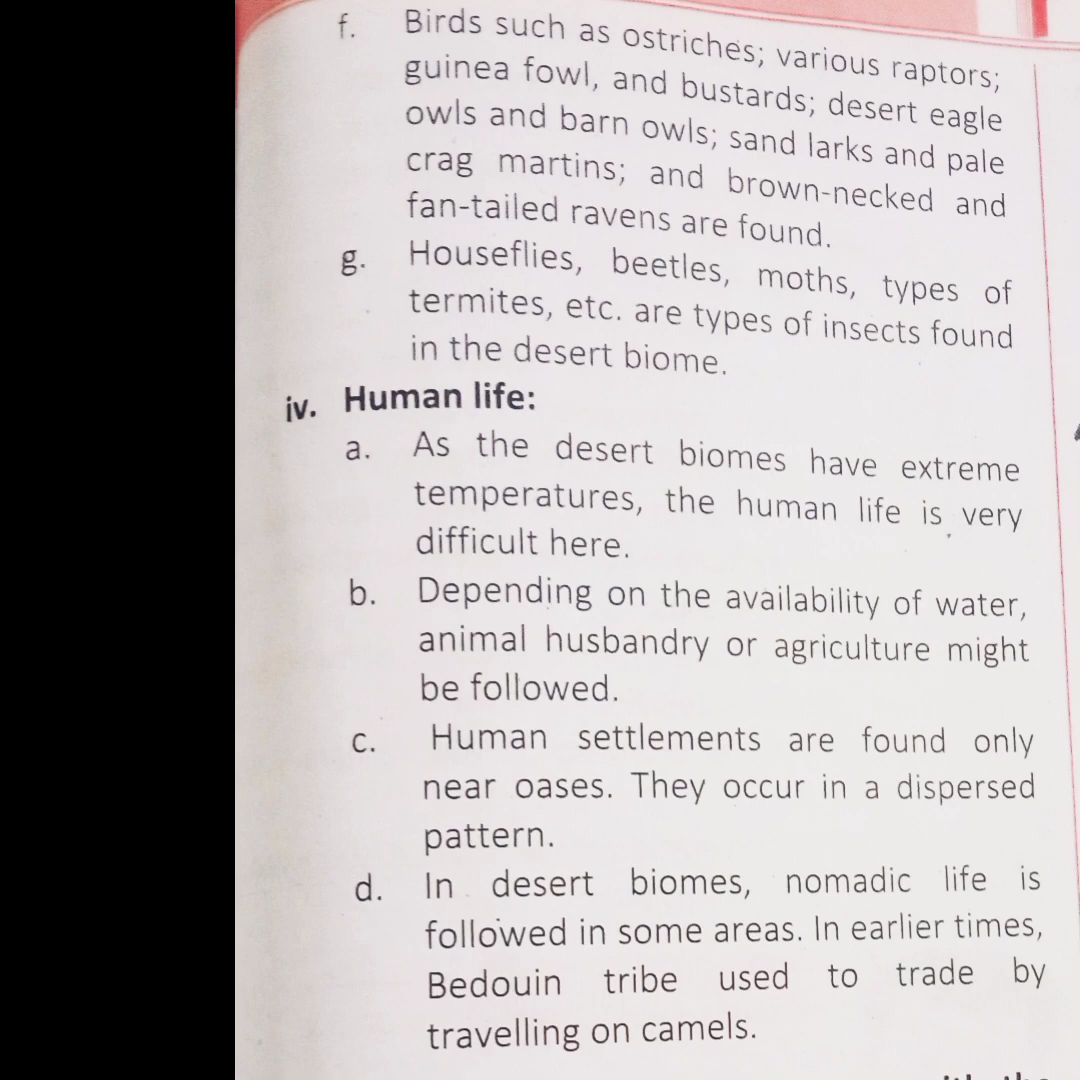 f. Birds such as ostriches; various raptors;
guinea fowl, and bustards; desert eagle
owls and barn owls; sand larks and pale
crag martins; and brown-necked and
fan-tailed ravens are found.
g. Houseflies, beetles, moths, types of
termites, etc. are types of insects found
in the desert biome.
iv. Human life:
a. As the desert biomes have extreme
temperatures, the human life is very
difficult here.
b. Depending on the availability of water,
animal husbandry or agriculture might
be followed.
c. Human settlements are found only
near oases. They occur in a dispersed
pattern.
d. In desert biomes, nomadic life is
followed in some areas. In earlier times,
Bedouin tribe used to trade by
travelling on camels.